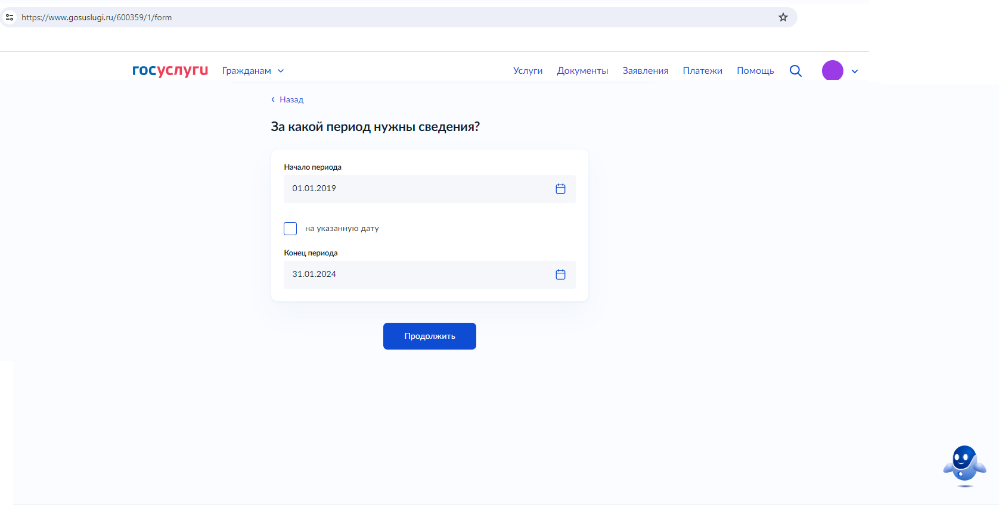 https://www.gosuslugi.ru/600359/1/form
госуслуги Гражданам Услуги Документы Заявления Платежи Помощь
Назад
За какой период нужны сведения?
Начало периода
01.01.2019
на указанную дату
Конец периода
31.01.2024
Продолжить